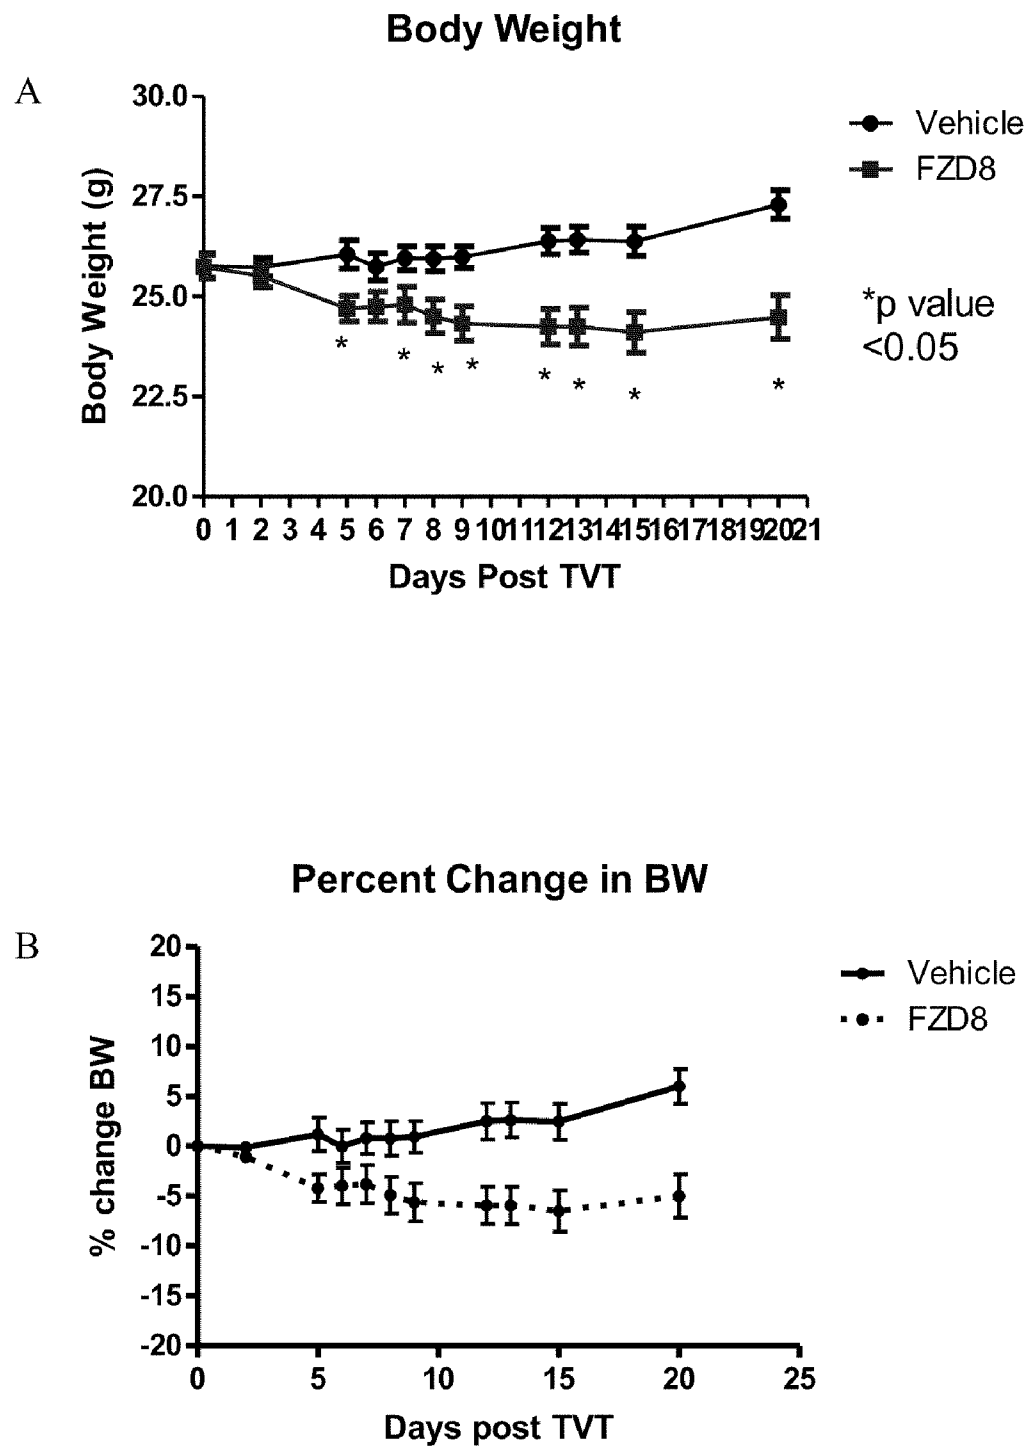 Body Weight
A
30.0
27.5
25.0
22.5
20.0
Body Weight (g)
Vehicle
FZD8
*p value
<0.05
* * * * * * * *
0 1 2 3 4 5 6 7 8 9 10 11 12 13 14 15 16 17 18 19 20 21
Days Post TVT
Percent Change in BW
B
20
15
10
5
0
-5
-10
-15
-20
% change BW
Vehicle
FZD8
0 5 10 15 20 25
Days post TVT